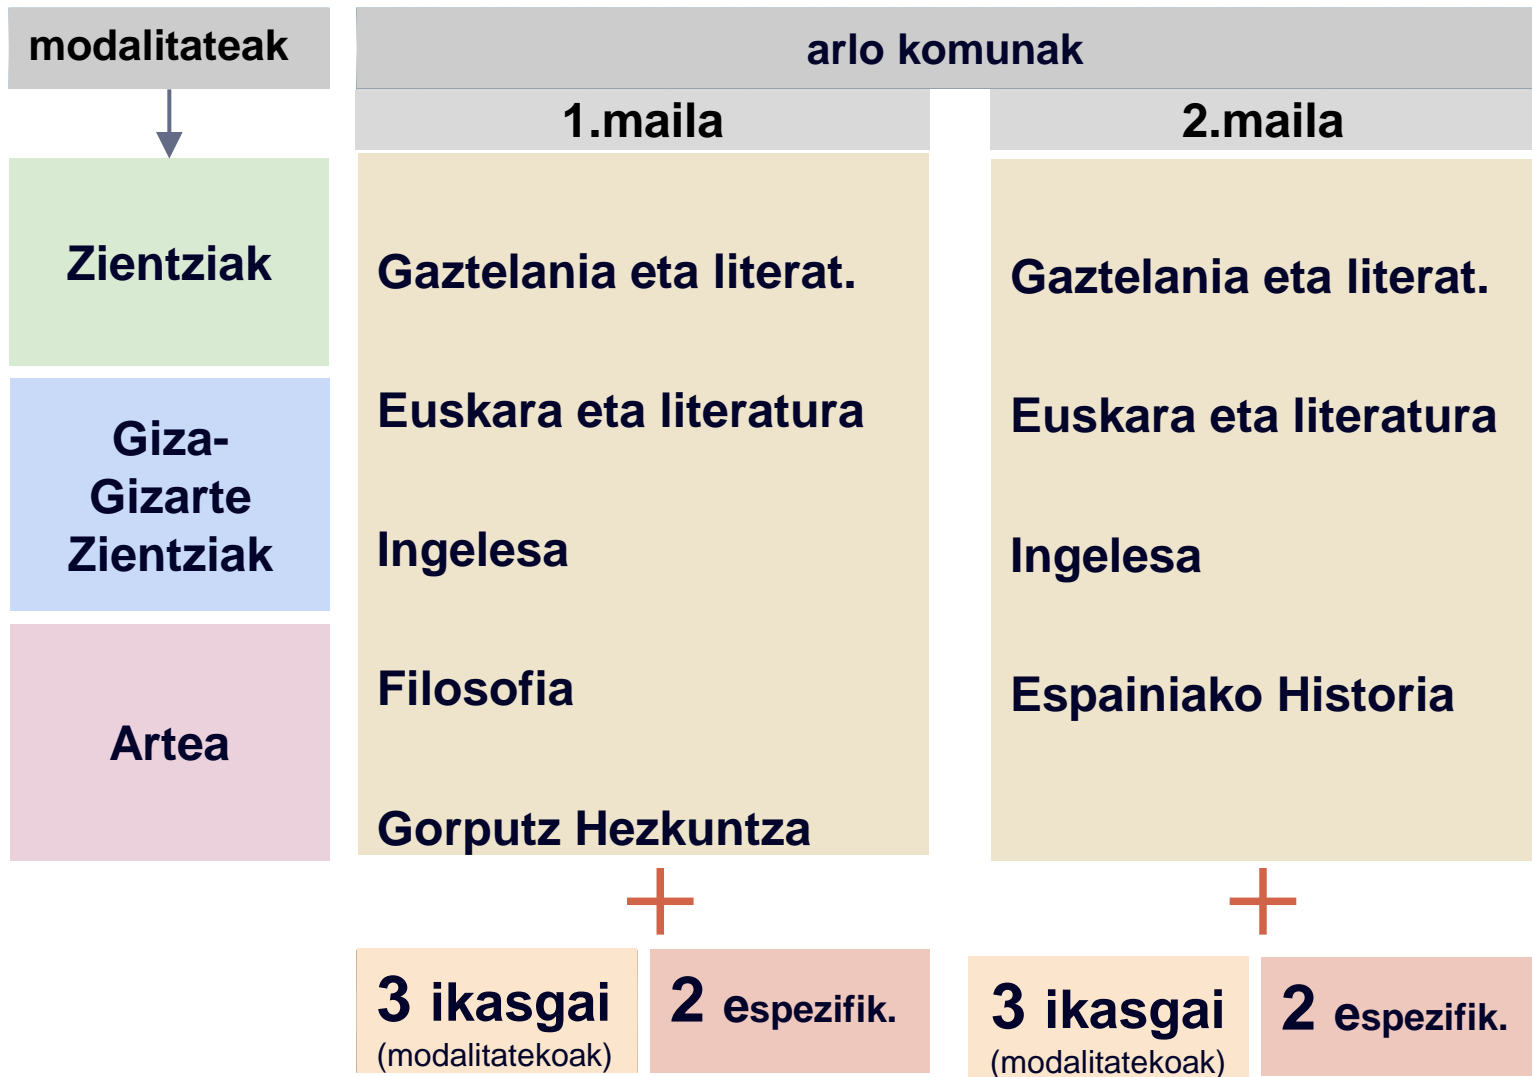 modalitateak
arlo komunak
1.maila
2.maila
Zientziak
Giza-
Gizarte
Zientziak
Artea
Gaztelania eta literat.
Euskara eta literatura
Ingelesa
Filosofia
Gorputz Hezkuntza
Gaztelania eta literat.
Euskara eta literatura
Ingelesa
Espainiako Historia
3 ikasgai
(modalitatekoak)
2 espezifik.
3 ikasgai
(modalitatekoak)
2 espezifik.